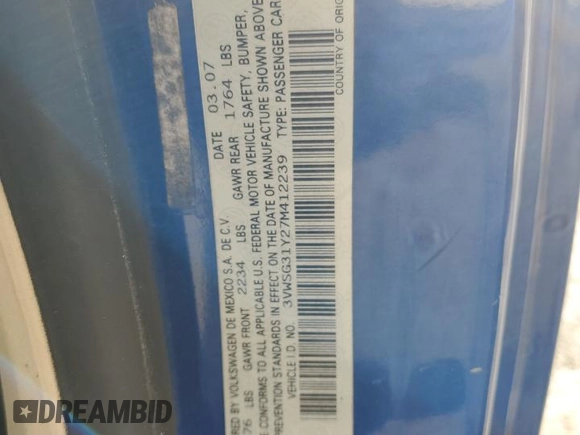 RED BY VOLKSWAGEN DE MEXICO S.A. DE C.V. DATE 03.07
76 LBS GAWR FRONT 2234 LBS GAWR REAR 1764 LBS
CONFORMS TO ALL APPLICABLE U.S. FEDERAL MOTOR VEHICLE SAFETY, BUMPER,
PREVENTION STANDARDS IN EFFECT ON THE DATE OF MANUFACTURE SHOWN ABOVE
VEHICLE I.D. NO. 3VWSG31Y27M412239 TYPE: PASSENGER CAR
COUNTRY OF ORIG
DREAMBID